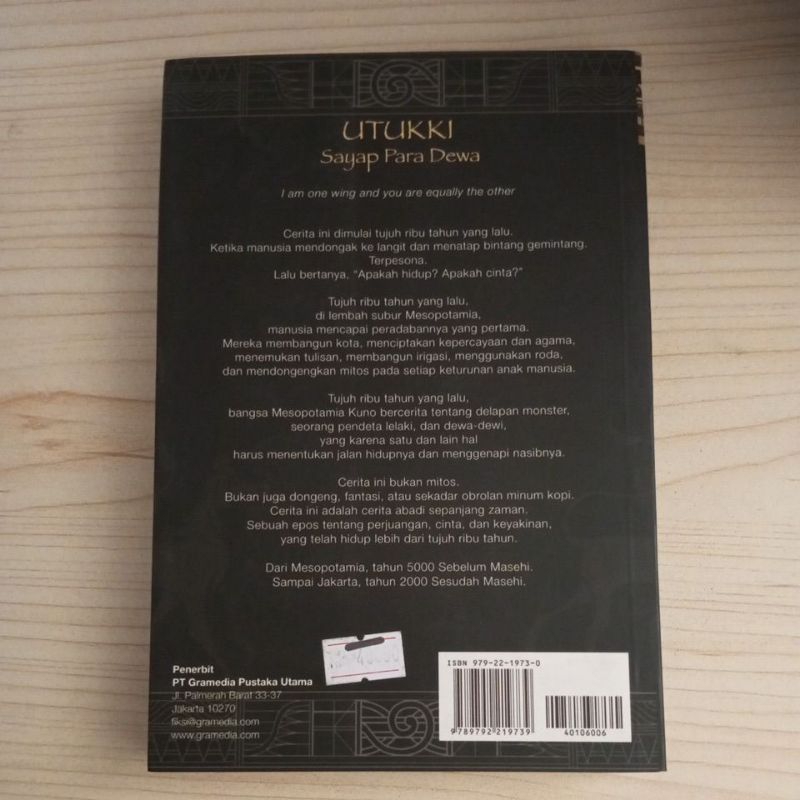 UTUKKI
Sayap Para Dewa
I am one wing and you are equally the other
Cerita ini dimulai tujuh ribu tahun yang lalu.
Ketika manusia mendongak ke langit dan menatap bintang gemintang.
Terpesona.
Lalu bertanya, “Apakah hidup? Apakah cinta?”
Tujuh ribu tahun yang lalu,
di lembah subur Mesopotamia,
manusia mencapai peradabannya yang pertama.
Mereka membangun kota, menciptakan kepercayaan dan agama,
menemukan tulisan, membangun irigasi, menggunakan roda,
dan mendongengkan mitos pada setiap keturunan anak manusia.
Tujuh ribu tahun yang lalu,
bangsa Mesopotamia Kuno bercerita tentang delapan monster,
seorang pendeta lelaki, dan dewa-dewi,
yang karena satu dan lain hal
harus menentukan jalan hidupnya dan menggenapi nasibnya.
Cerita ini bukan mitos.
Bukan juga dongeng, fantasi, atau sekadar obrolan minum kopi.
Cerita ini adalah cerita abadi sepanjang zaman.
Sebuah epos tentang perjuangan, cinta, dan keyakinan,
yang telah hidup lebih dari tujuh ribu tahun.
Dari Mesopotamia, tahun 5000 Sebelum Masehi.
Sampai Jakarta, tahun 2000 Sesudah Masehi.
Penerbit
PT Gramedia Pustaka Utama
Jl. Palmerah Barat 33-37
Jakarta 10270
fiksi@gramedia.com
www.gramedia.com
ISBN 979-22-1973-0
9789792219739
40106006